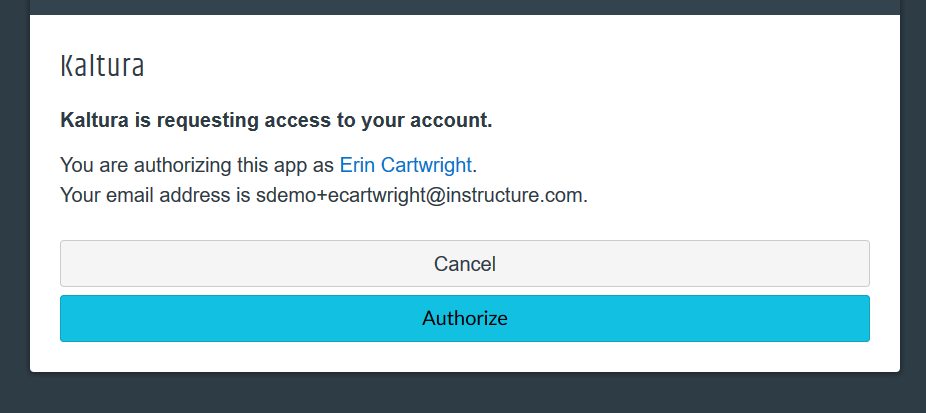 Kaltura
Kaltura is requesting access to your account.
You are authorizing this app as Erin Cartwright.
Your email address is sdemo+ecartwright@instructure.com.
Cancel
Authorize